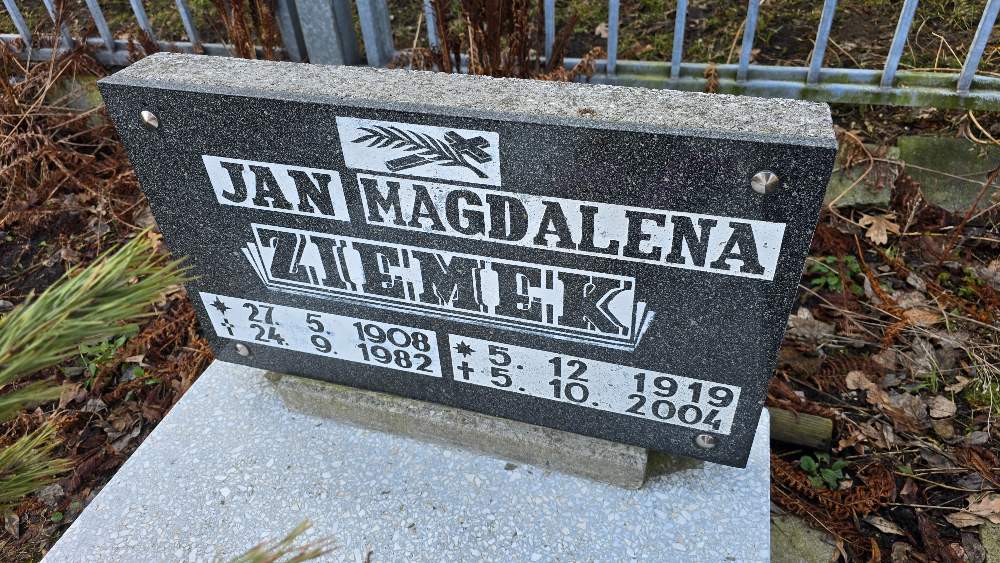 JAN MAGDALENA
ZIEMEK
* 27. 5. 1908
+ 24. 9. 1982
* 5. 12 1919
+ 5. 10. 2004